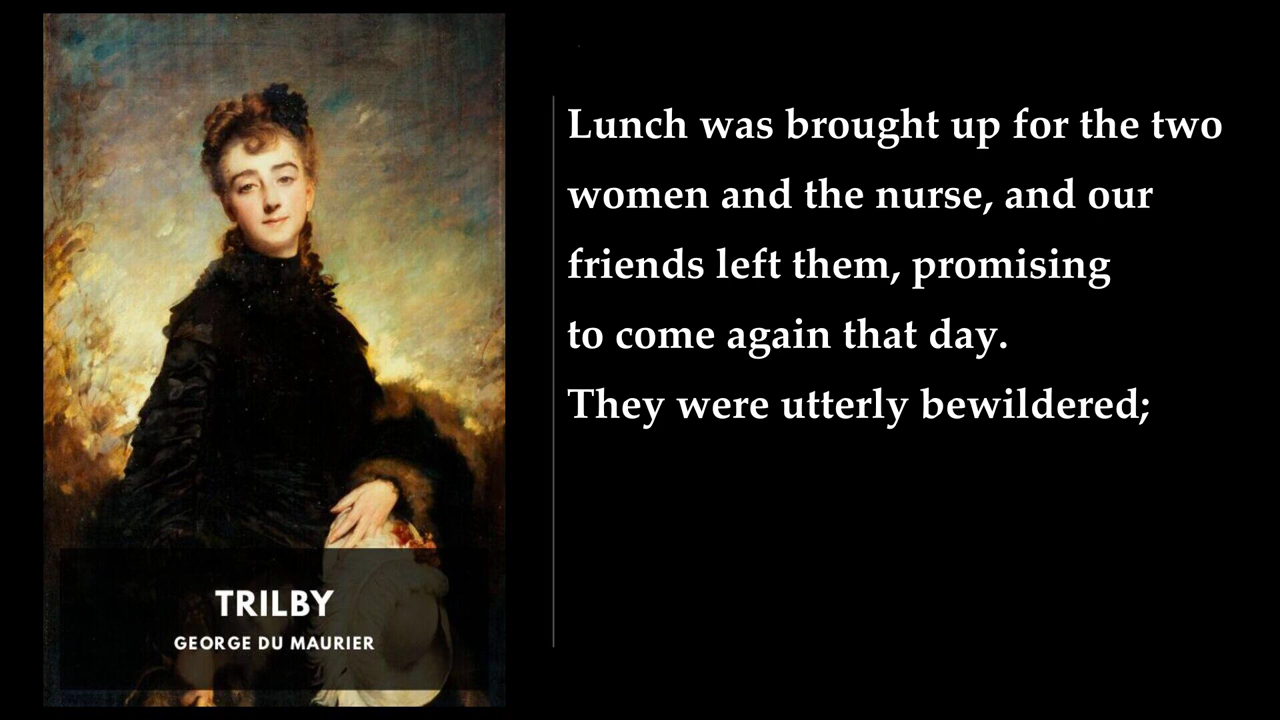 TRILBY
GEORGE DU MAURIER
Lunch was brought up for the two
women and the nurse, and our
friends left them, promising
to come again that day.
They were utterly bewildered;